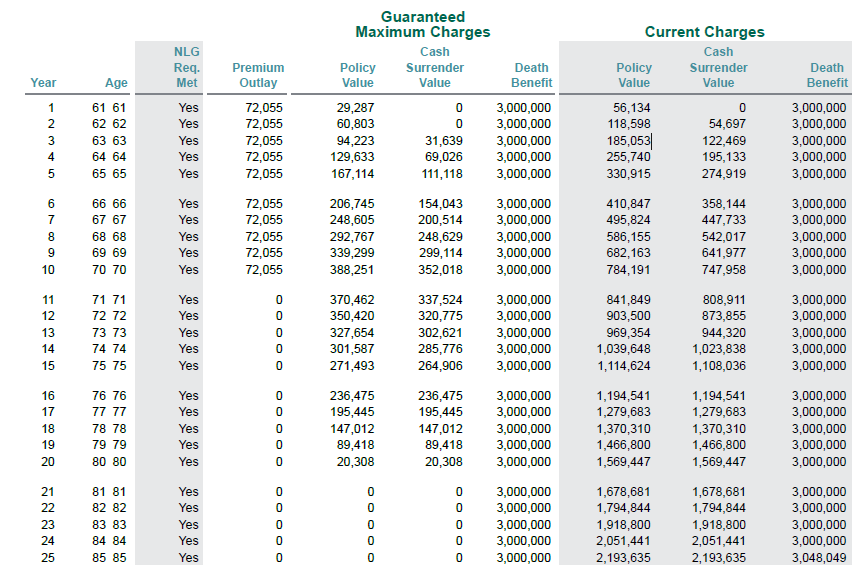 Guaranteed
Maximum Charges Current Charges
NLG Cash Cash
Req. Premium Policy Surrender Death Policy Surrender Death
Year Age Met Outlay Value Value Benefit Value Value Benefit
1 61 61 Yes 72,055 29,287 0 3,000,000 56,134 0 3,000,000
2 62 62 Yes 72,055 60,803 0 3,000,000 118,598 54,697 3,000,000
3 63 63 Yes 72,055 94,223 31,639 3,000,000 185,053 122,469 3,000,000
4 64 64 Yes 72,055 129,633 69,026 3,000,000 255,740 195,133 3,000,000
5 65 65 Yes 72,055 167,114 111,118 3,000,000 330,915 274,919 3,000,000
6 66 66 Yes 72,055 206,745 154,043 3,000,000 410,847 358,144 3,000,000
7 67 67 Yes 72,055 248,605 200,514 3,000,000 495,824 447,733 3,000,000
8 68 68 Yes 72,055 292,767 248,629 3,000,000 586,155 542,017 3,000,000
9 69 69 Yes 72,055 339,299 299,114 3,000,000 682,163 641,977 3,000,000
10 70 70 Yes 72,055 388,251 352,018 3,000,000 784,191 747,958 3,000,000
11 71 71 Yes 0 370,462 337,524 3,000,000 841,849 808,911 3,000,000
12 72 72 Yes 0 350,420 320,775 3,000,000 903,500 873,855 3,000,000
13 73 73 Yes 0 327,654 302,621 3,000,000 969,354 944,320 3,000,000
14 74 74 Yes 0 301,587 285,776 3,000,000 1,039,648 1,023,838 3,000,000
15 75 75 Yes 0 271,493 264,906 3,000,000 1,114,624 1,108,036 3,000,000
16 76 76 Yes 0 236,475 236,475 3,000,000 1,194,541 1,194,541 3,000,000
17 77 77 Yes 0 195,445 195,445 3,000,000 1,279,683 1,279,683 3,000,000
18 78 78 Yes 0 147,012 147,012 3,000,000 1,370,310 1,370,310 3,000,000
19 79 79 Yes 0 89,418 89,418 3,000,000 1,466,800 1,466,800 3,000,000
20 80 80 Yes 0 20,308 20,308 3,000,000 1,569,447 1,569,447 3,000,000
21 81 81 Yes 0 0 0 3,000,000 1,678,681 1,678,681 3,000,000
22 82 82 Yes 0 0 0 3,000,000 1,794,844 1,794,844 3,000,000
23 83 83 Yes 0 0 0 3,000,000 1,918,800 1,918,800 3,000,000
24 84 84 Yes 0 0 0 3,000,000 2,051,441 2,051,441 3,000,000
25 85 85 Yes 0 0 0 3,000,000 2,193,635 2,193,635 3,048,049